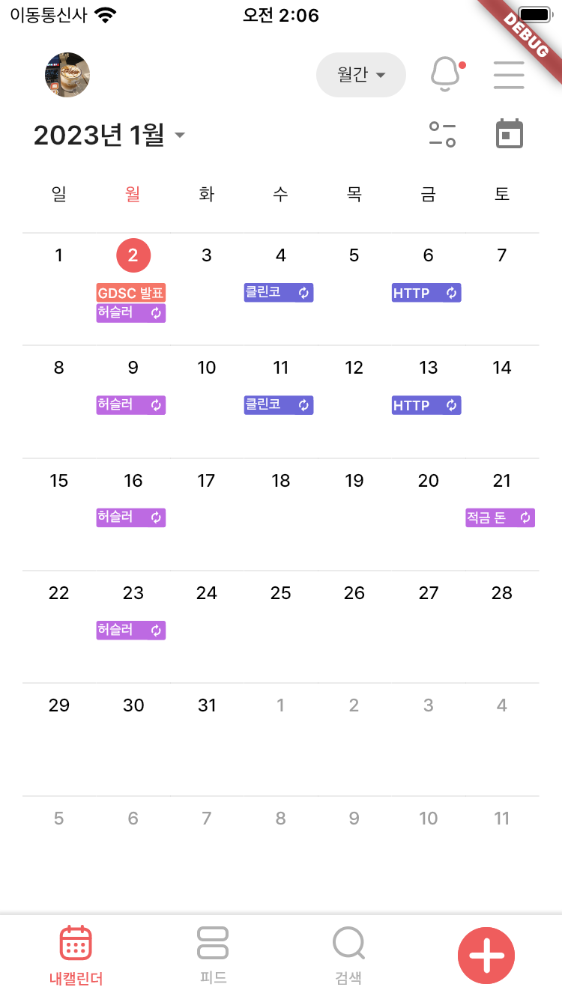 이동통신사 오전 2:06
DEBUG
월간
2023년 1월
일 월 화 수 목 금 토
1 2 3 4 5 6 7
GDSC 발표 클린코 HTTP
허슬러
8 9 10 11 12 13 14
허슬러 클린코 HTTP
15 16 17 18 19 20 21
허슬러 적금 돈
22 23 24 25 26 27 28
허슬러
29 30 31 1 2 3 4
5 6 7 8 9 10 11
내캘린더 피드 검색